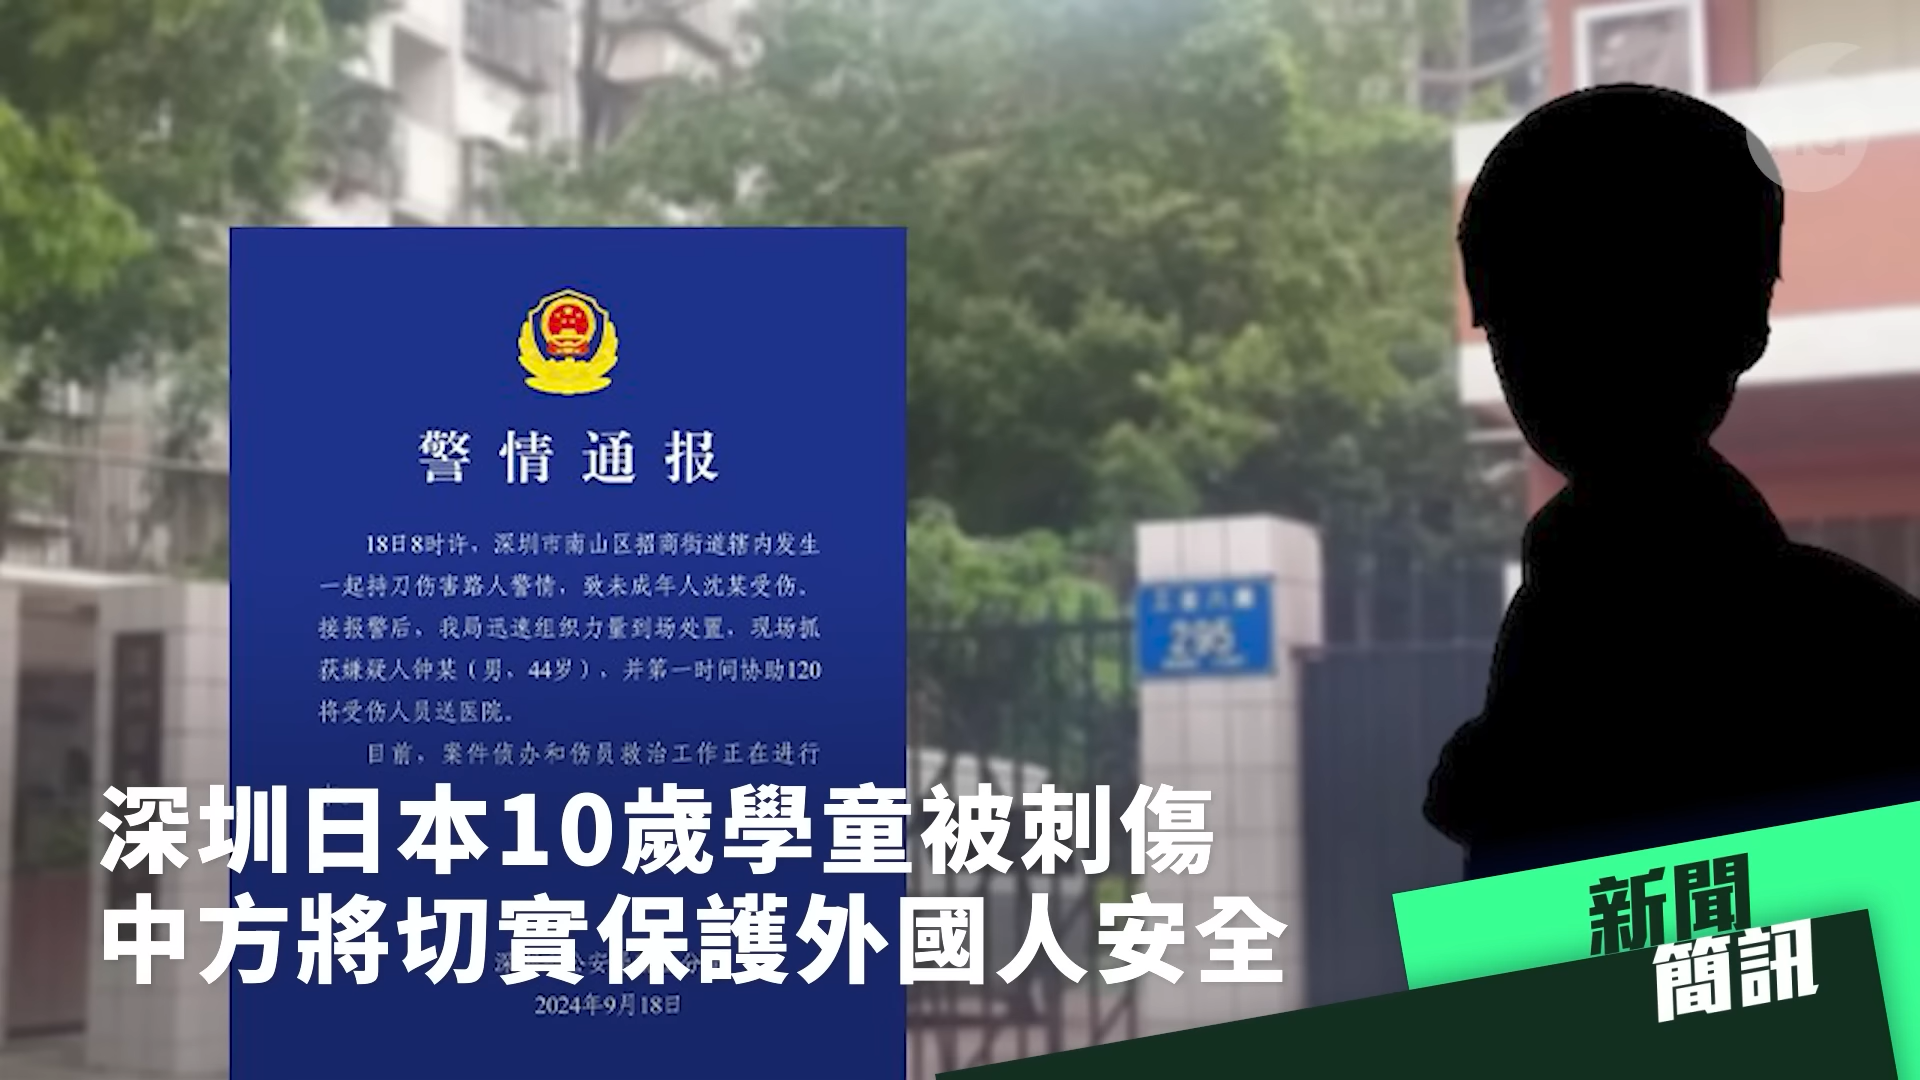 警情通报
18日8时许，深圳市南山区招商街道辖内发生
一起持刀伤害路人警情，致未成年人沈某受伤。
接报警后，我局迅速组织力量到场处置，现场抓
获嫌疑人钟某（男，44岁），并第一时间协助120
将受伤人员送医院。
目前，案件侦办和伤员救治工作正在进行
2024年9月18日
295
深圳日本10歲學童被刺傷
中方將切實保護外國人安全
新聞
簡訊